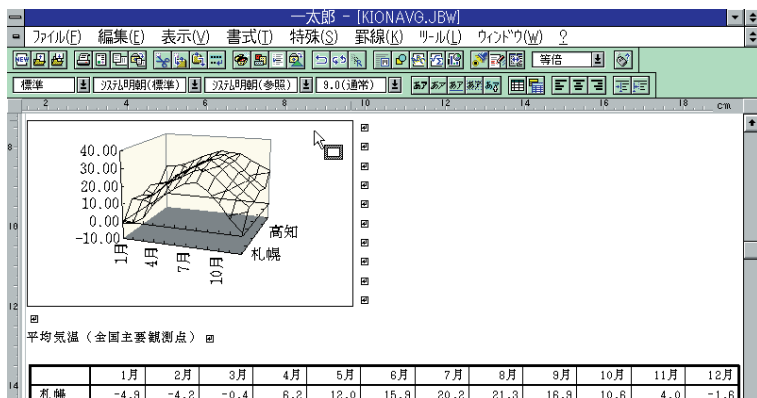 一太郎 - [KIONAVG.JBW]
ファイル(F) 編集(E) 表示(V) 書式(T) 特殊(S) 罫線(K) ツール(L) ウィンドウ(W) ?
等倍
標準 システム明朝(標準) システム明朝(参照) 9.0(通常)
2 4 6 8 10 12 14 16 18 cm
8
40.00
30.00
20.00
10.00
0.00
-10.00
高知
札幌
1月 4月 7月 10月
10
12
平均気温(全国主要観測点)
1月 2月 3月 4月 5月 6月 7月 8月 9月 10月 11月 12月
14
札幌 -4.9 -4.2 -0.4 6.2 12.0 15.9 20.2 21.3 16.9 10.6 4.0 -1.6